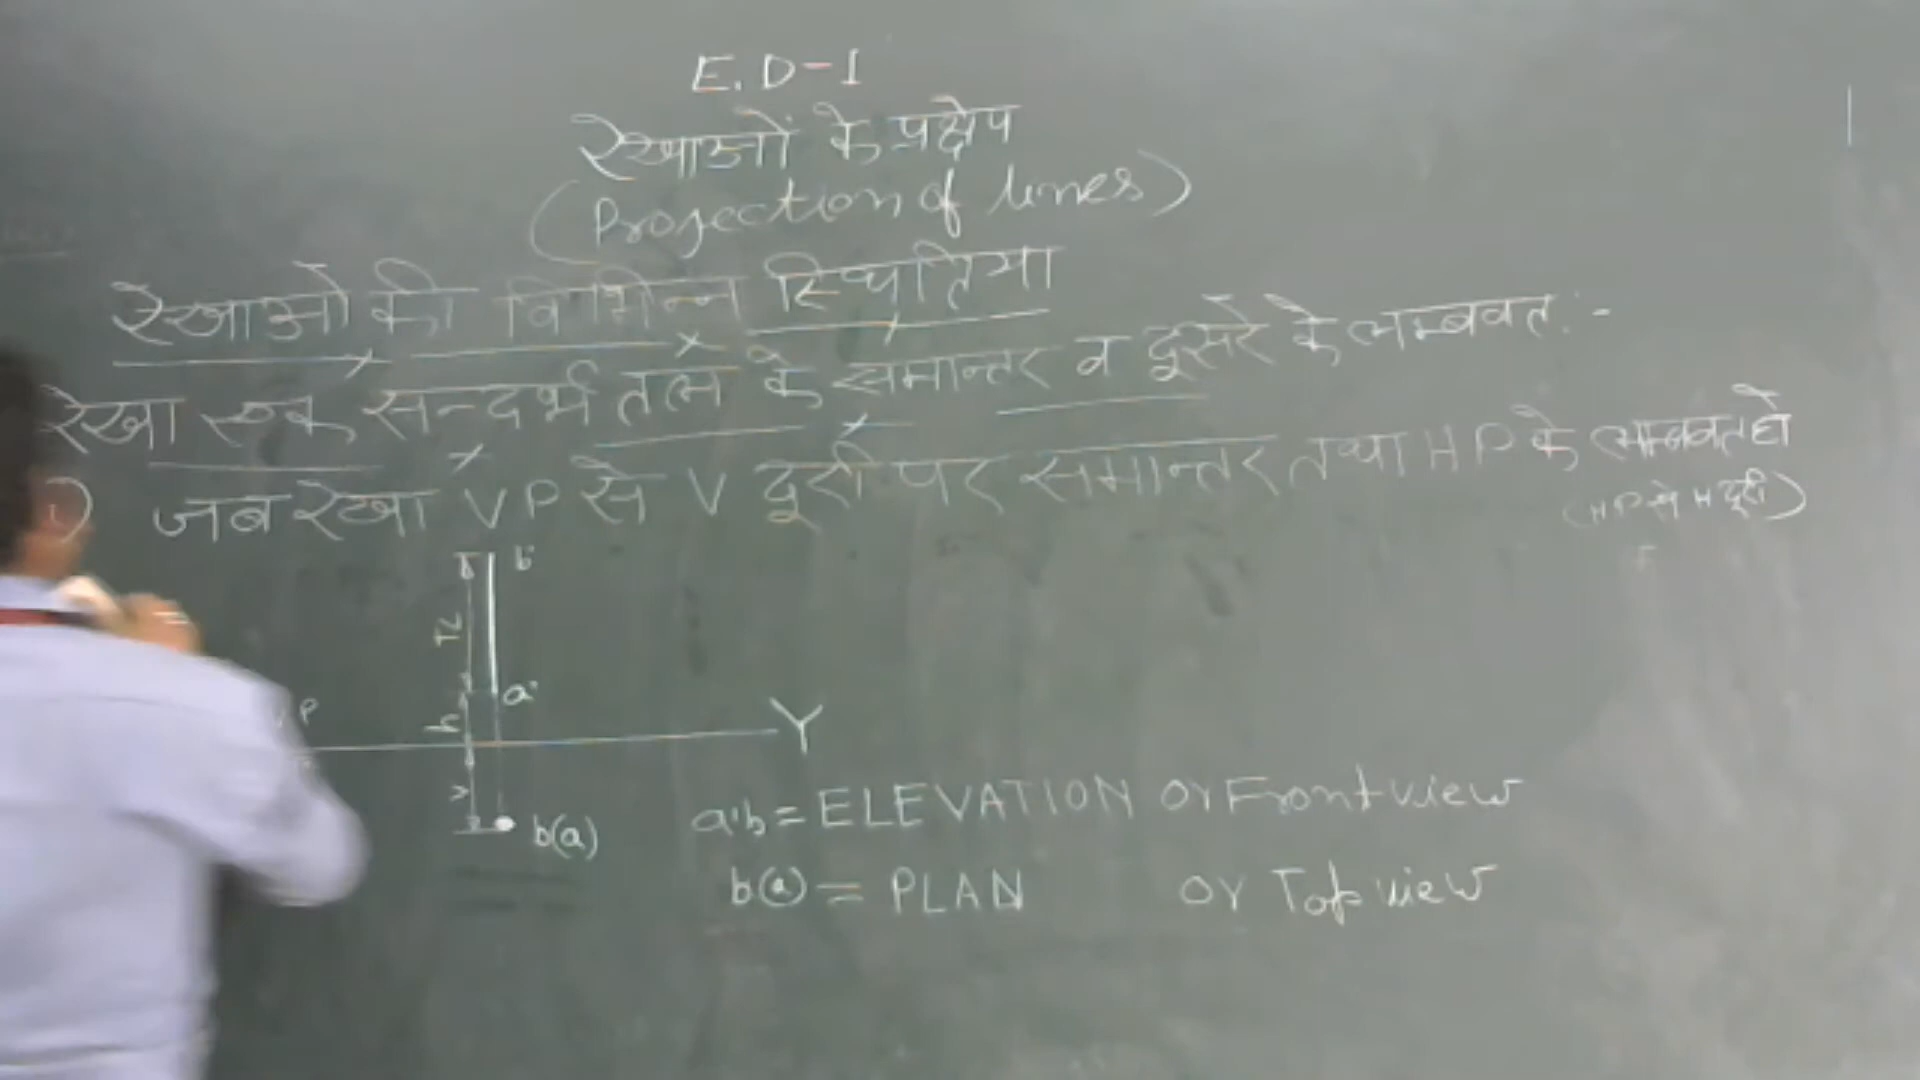 E.D-1
रेखाओं के प्रक्षेप
(Projection of lines)
रेखाओ की विभिन्न स्थितिया
रेखा एक सन्दर्भ तल के समान्तर व दूसरे के लम्बवत:-
) जब रेखा VP से V दूरी पर समान्तर तथा HP के लम्बवत हो
(HP से H दूरी)
b'
TL
a'
h
P
Y
v
b(a)
a'b = ELEVATION or Front view
b(a) = PLAN or Top view